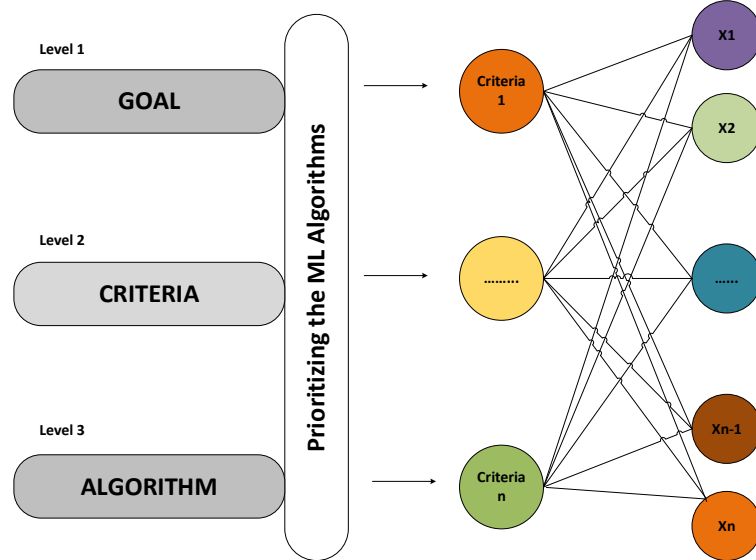 Level 1
GOAL
Level 2
CRITERIA
Level 3
ALGORITHM
Prioritizing the ML Algorithms
Criteria
1
………
Criteria
n
X1
X2
……
Xn-1
Xn